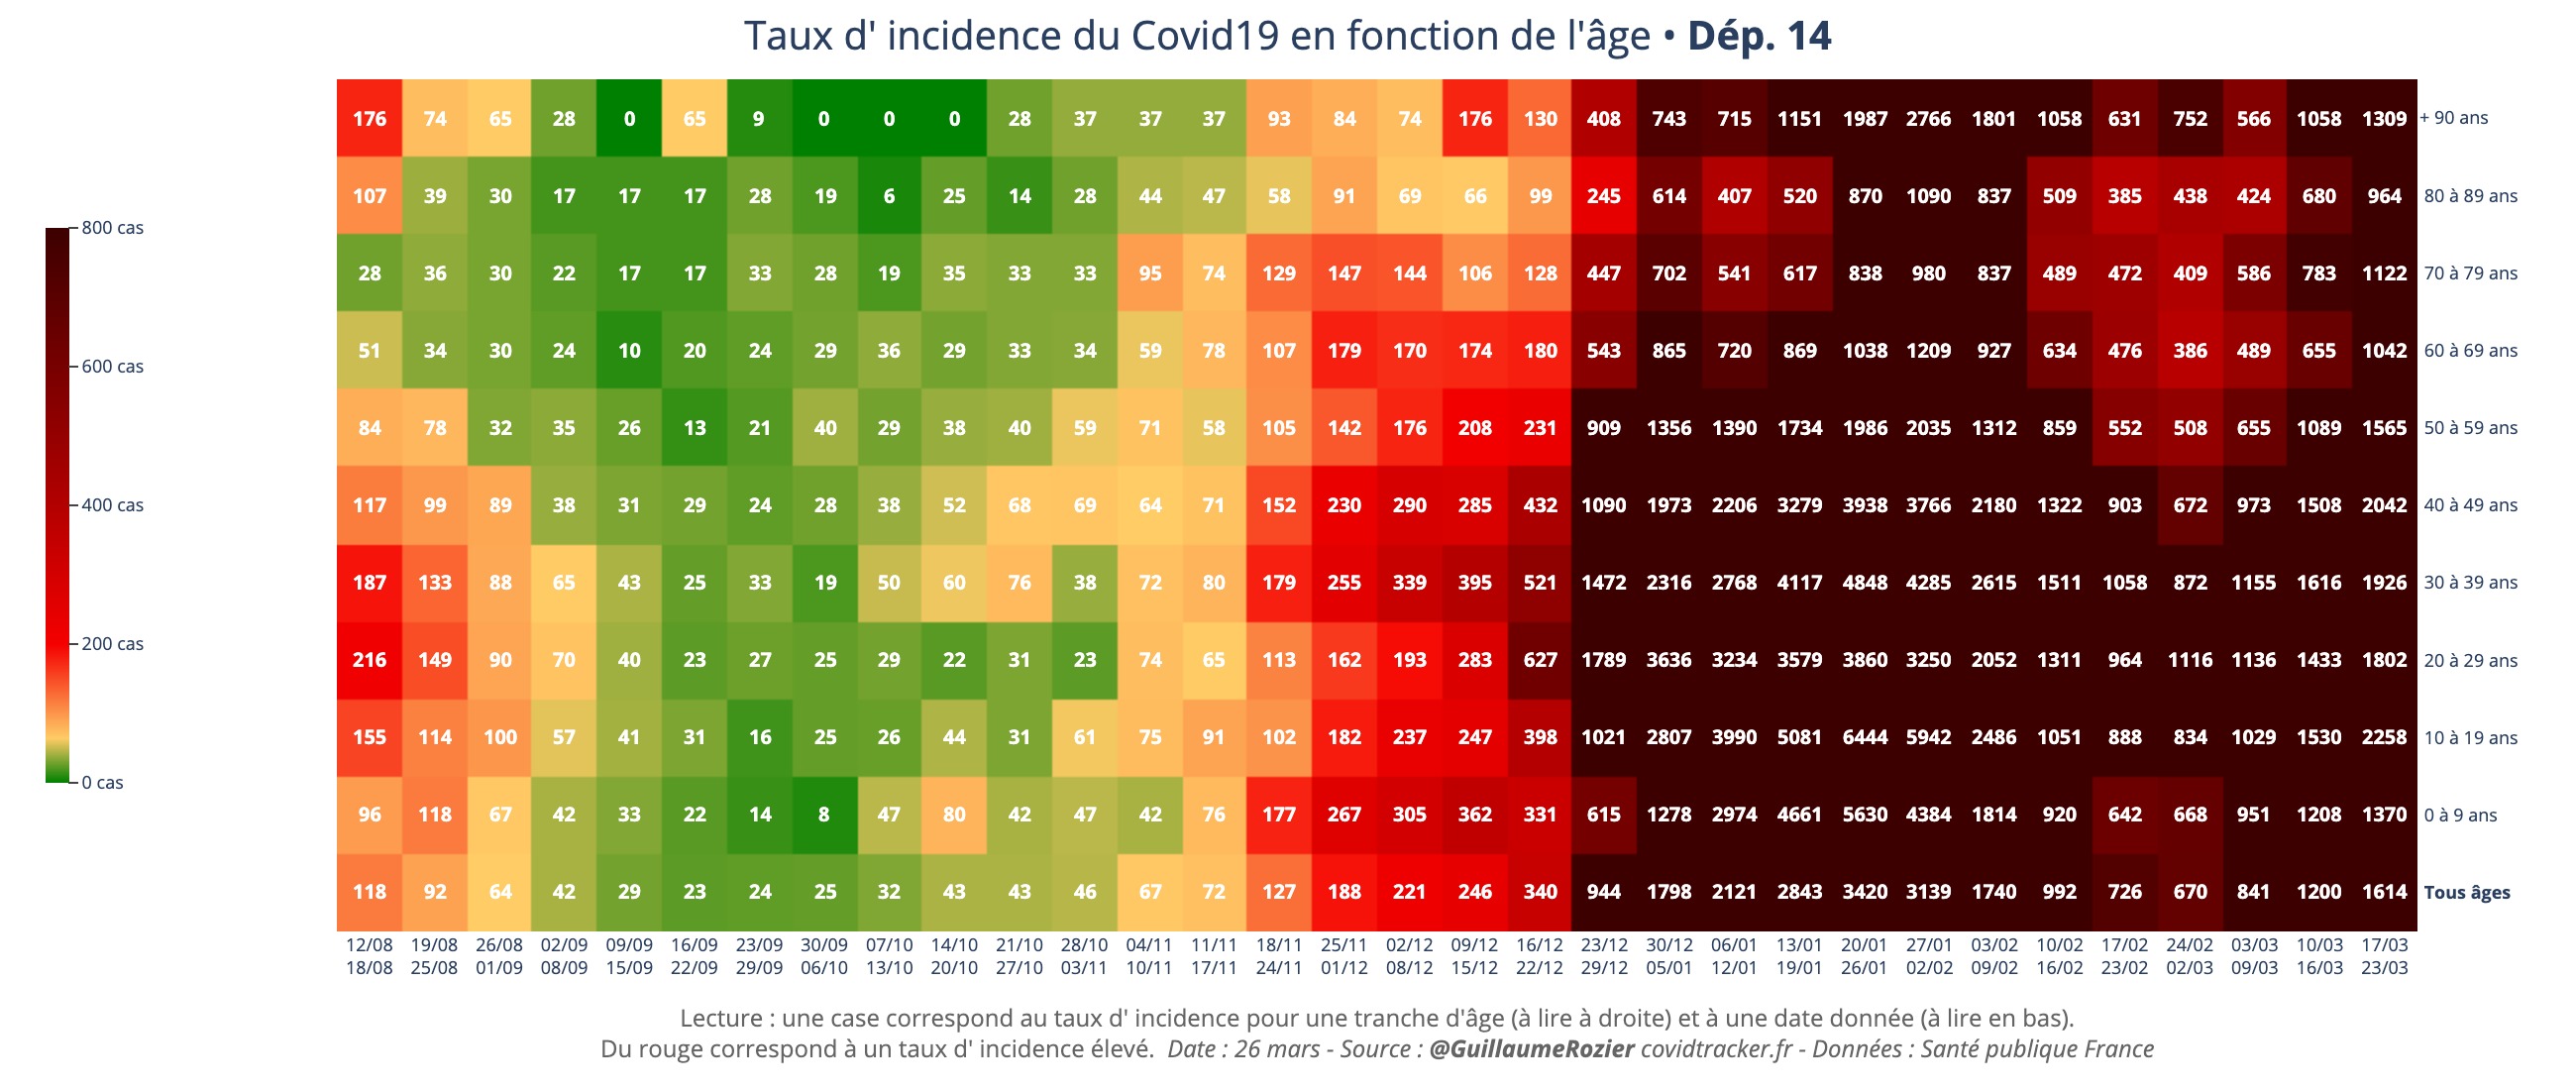 Taux d' incidence du Covid19 en fonction de l'âge • Dép. 14
176 74 65 28 0 65 9 0 0 0 28 37 37 37 93 84 74 176 130 408 743 715 1151 1987 2766 1801 1058 631 752 566 1058 1309 + 90 ans
107 39 30 17 17 17 28 19 6 25 14 28 44 47 58 91 69 66 99 245 614 407 520 870 1090 837 509 385 438 424 680 964 80 à 89 ans
800 cas
28 36 30 22 17 17 33 28 19 35 33 33 95 74 129 147 144 106 128 447 702 541 617 838 980 837 489 472 409 586 783 1122 70 à 79 ans
51 34 30 24 10 20 24 29 36 29 33 34 59 78 107 179 170 174 180 543 865 720 869 1038 1209 927 634 476 386 489 655 1042 60 à 69 ans
600 cas
84 78 32 35 26 13 21 40 29 38 40 59 71 58 105 142 176 208 231 909 1356 1390 1734 1986 2035 1312 859 552 508 655 1089 1565 50 à 59 ans
117 99 89 38 31 29 24 28 38 52 68 69 64 71 152 230 290 285 432 1090 1973 2206 3279 3938 3766 2180 1322 903 672 973 1508 2042 40 à 49 ans
400 cas
187 133 88 65 43 25 33 19 50 60 76 38 72 80 179 255 339 395 521 1472 2316 2768 4117 4848 4285 2615 1511 1058 872 1155 1616 1926 30 à 39 ans
200 cas
216 149 90 70 40 23 27 25 29 22 31 23 74 65 113 162 193 283 627 1789 3636 3234 3579 3860 3250 2052 1311 964 1116 1136 1433 1802 20 à 29 ans
155 114 100 57 41 31 16 25 26 44 31 61 75 91 102 182 237 247 398 1021 2807 3990 5081 6444 5942 2486 1051 888 834 1029 1530 2258 10 à 19 ans
0 cas
96 118 67 42 33 22 14 8 47 80 42 47 42 76 177 267 305 362 331 615 1278 2974 4661 5630 4384 1814 920 642 668 951 1208 1370 0 à 9 ans
118 92 64 42 29 23 24 25 32 43 43 46 67 72 127 188 221 246 340 944 1798 2121 2843 3420 3139 1740 992 726 670 841 1200 1614 Tous âges
12/08 19/08 26/08 02/09 09/09 16/09 23/09 30/09 07/10 14/10 21/10 28/10 04/11 11/11 18/11 25/11 02/12 09/12 16/12 23/12 30/12 06/01 13/01 20/01 27/01 03/02 10/02 17/02 24/02 03/03 10/03 17/03
18/08 25/08 01/09 08/09 15/09 22/09 29/09 06/10 13/10 20/10 27/10 03/11 10/11 17/11 24/11 01/12 08/12 15/12 22/12 29/12 05/01 12/01 19/01 26/01 02/02 09/02 16/02 23/02 02/03 09/03 16/03 23/03
Lecture : une case correspond au taux d' incidence pour une tranche d'âge (à lire à droite) et à une date donnée (à lire en bas).
Du rouge correspond à un taux d' incidence élevé. Date : 26 mars - Source : @GuillaumeRozier covidtracker.fr - Données : Santé publique France